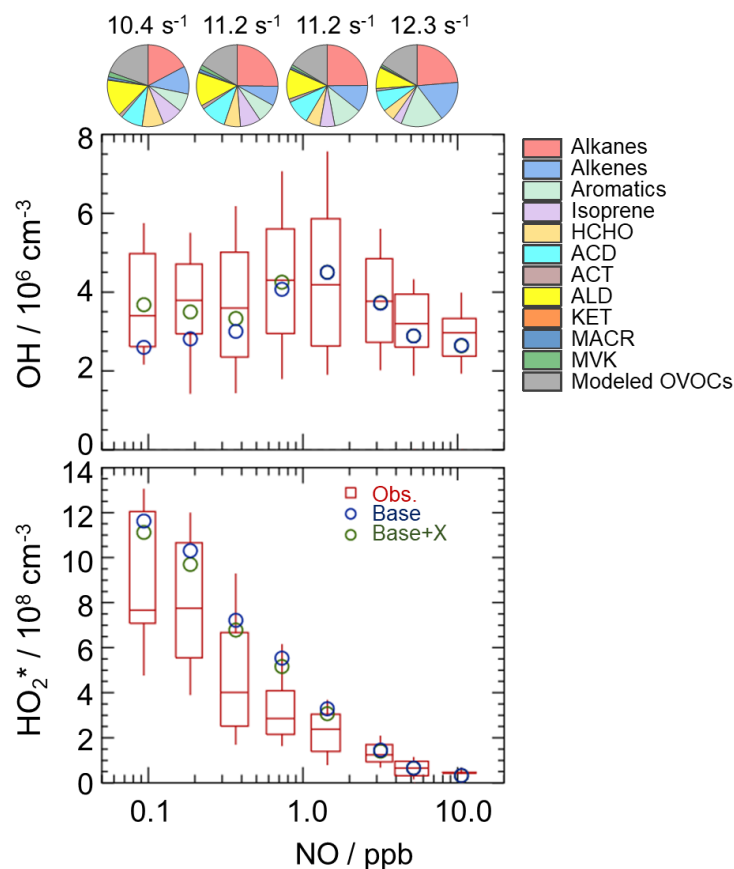 10.4 s⁻¹ 11.2 s⁻¹ 11.2 s⁻¹ 12.3 s⁻¹
Alkanes
Alkenes
Aromatics
Isoprene
HCHO
ACD
ACT
ALD
KET
MACR
MVK
Modeled OVOCs
OH / 10⁶ cm⁻³
8
6
4
2
0
HO₂* / 10⁸ cm⁻³
14
12
10
8
6
4
2
0
Obs.
Base
Base+X
0.1 1.0 10.0
NO / ppb